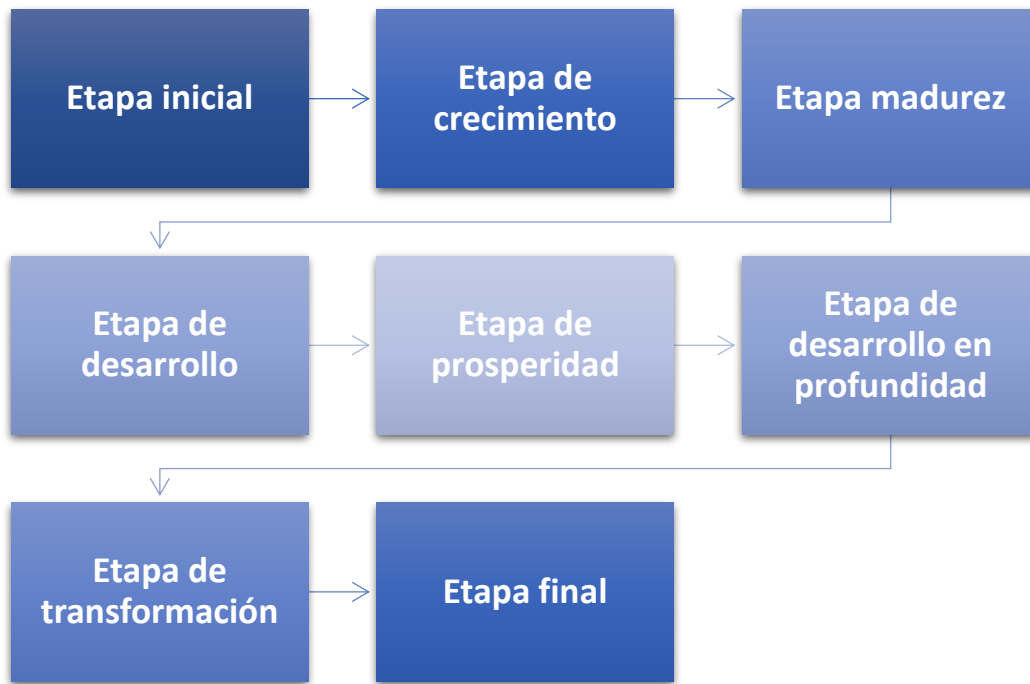 Etapa inicial
Etapa de
crecimiento
Etapa madurez
Etapa de
desarrollo
Etapa de
prosperidad
Etapa de
desarrollo en
profundidad
Etapa de
transformación
Etapa final